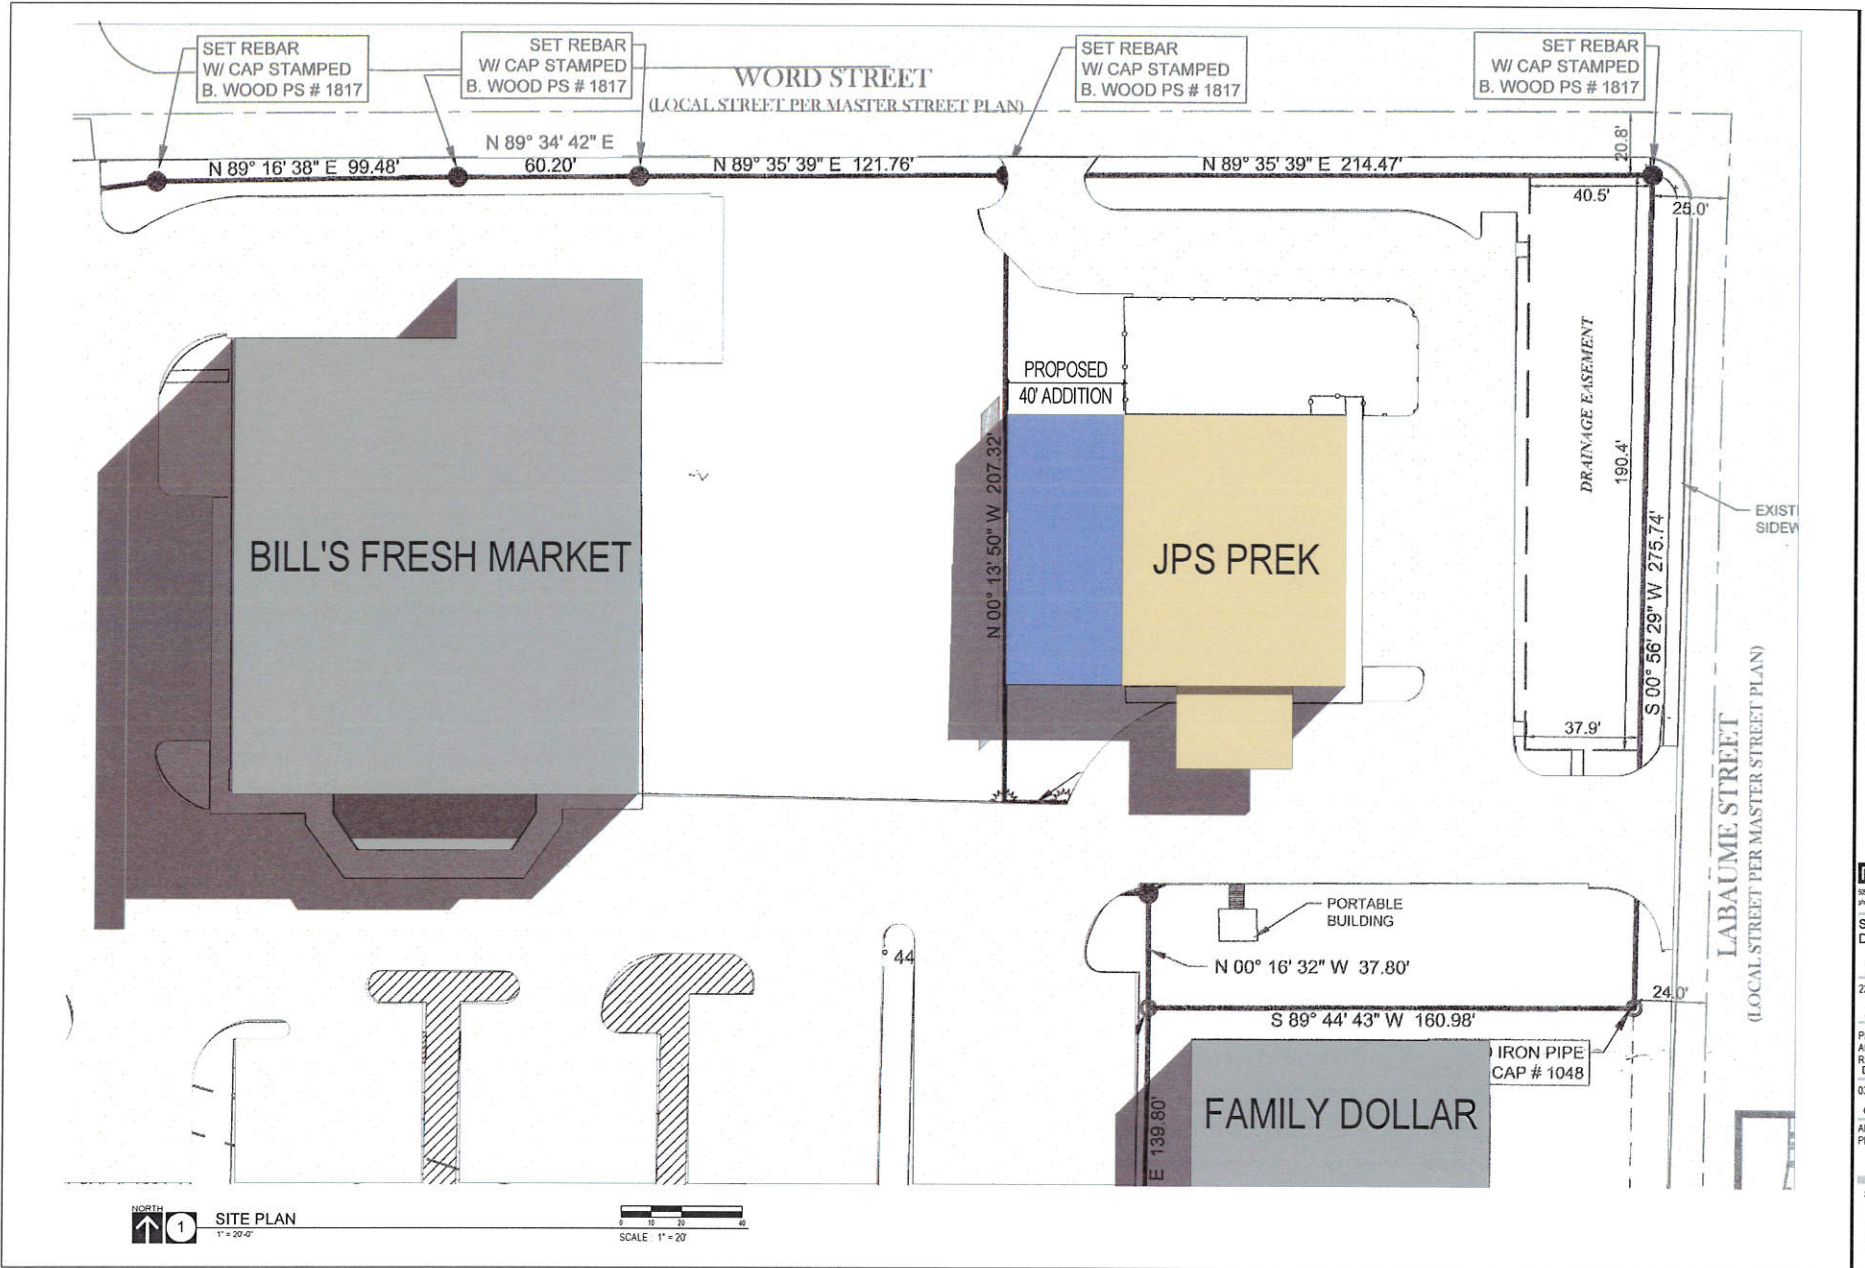 SET REBAR
W/ CAP STAMPED
B. WOOD PS # 1817
SET REBAR
W/ CAP STAMPED
B. WOOD PS # 1817
WORD STREET
(LOCAL STREET PER MASTER STREET PLAN)
SET REBAR
W/ CAP STAMPED
B. WOOD PS # 1817
SET REBAR
W/ CAP STAMPED
B. WOOD PS # 1817
20.8'
N 89° 16' 38" E 99.48'
N 89° 34' 42" E
60.20'
N 89° 35' 39" E 121.76'
N 89° 35' 39" E 214.47'
40.5'
25.0'
PROPOSED
40' ADDITION
DRAINAGE EASEMENT
190.4'
N 00° 13' 50" W 207.32'
S 00° 56' 29" W 275.74'
EXISTI
SIDEW
BILL'S FRESH MARKET
JPS PREK
37.9'
LABAUME STREET
(LOCAL STREET PER MASTER STREET PLAN)
PORTABLE
BUILDING
44
N 00° 16' 32" W 37.80'
24.0'
S 89° 44' 43" W 160.98'
IRON PIPE
CAP # 1048
FAMILY DOLLAR
E 139.80'
NORTH
1
SITE PLAN
1" = 20'-0"
0 10 20 40
SCALE : 1" = 20'